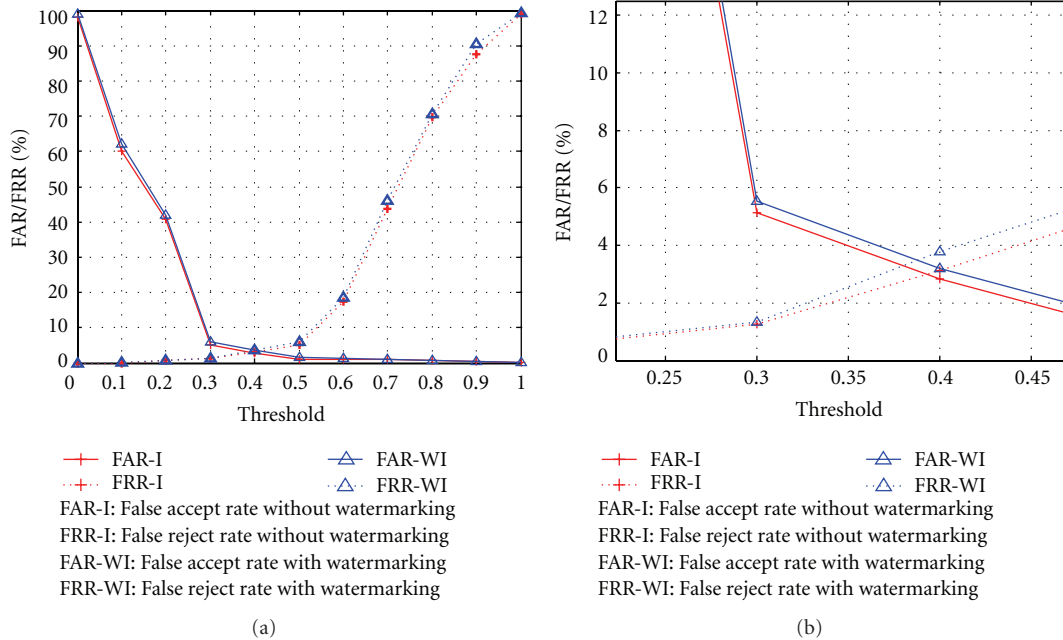 100
90
80
70
60
50
40
30
20
10
0
FAR/FRR (%)
0 0.1 0.2 0.3 0.4 0.5 0.6 0.7 0.8 0.9 1
Threshold
FAR-I FAR-WI
FRR-I FRR-WI
FAR-I: False accept rate without watermarking
FRR-I: False reject rate without watermarking
FAR-WI: False accept rate with watermarking
FRR-WI: False reject rate with watermarking
(a)
12
10
8
6
4
2
0
FAR/FRR (%)
0.25 0.3 0.35 0.4 0.45
Threshold
FAR-I FAR-WI
FRR-I FRR-WI
FAR-I: False accept rate without watermarking
FRR-I: False reject rate without watermarking
FAR-WI: False accept rate with watermarking
FRR-WI: False reject rate with watermarking
(b)